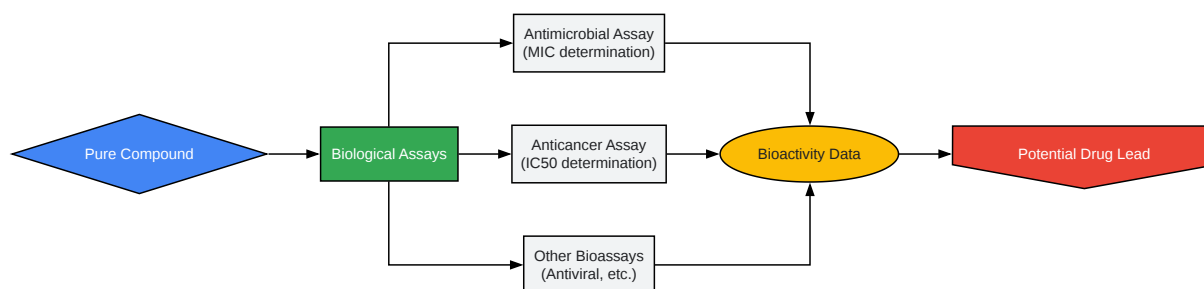 Pure Compound
Biological Assays
Antimicrobial Assay
(MIC determination)
Anticancer Assay
(IC50 determination)
Other Bioassays
(Antiviral, etc.)
Bioactivity Data
Potential Drug Lead